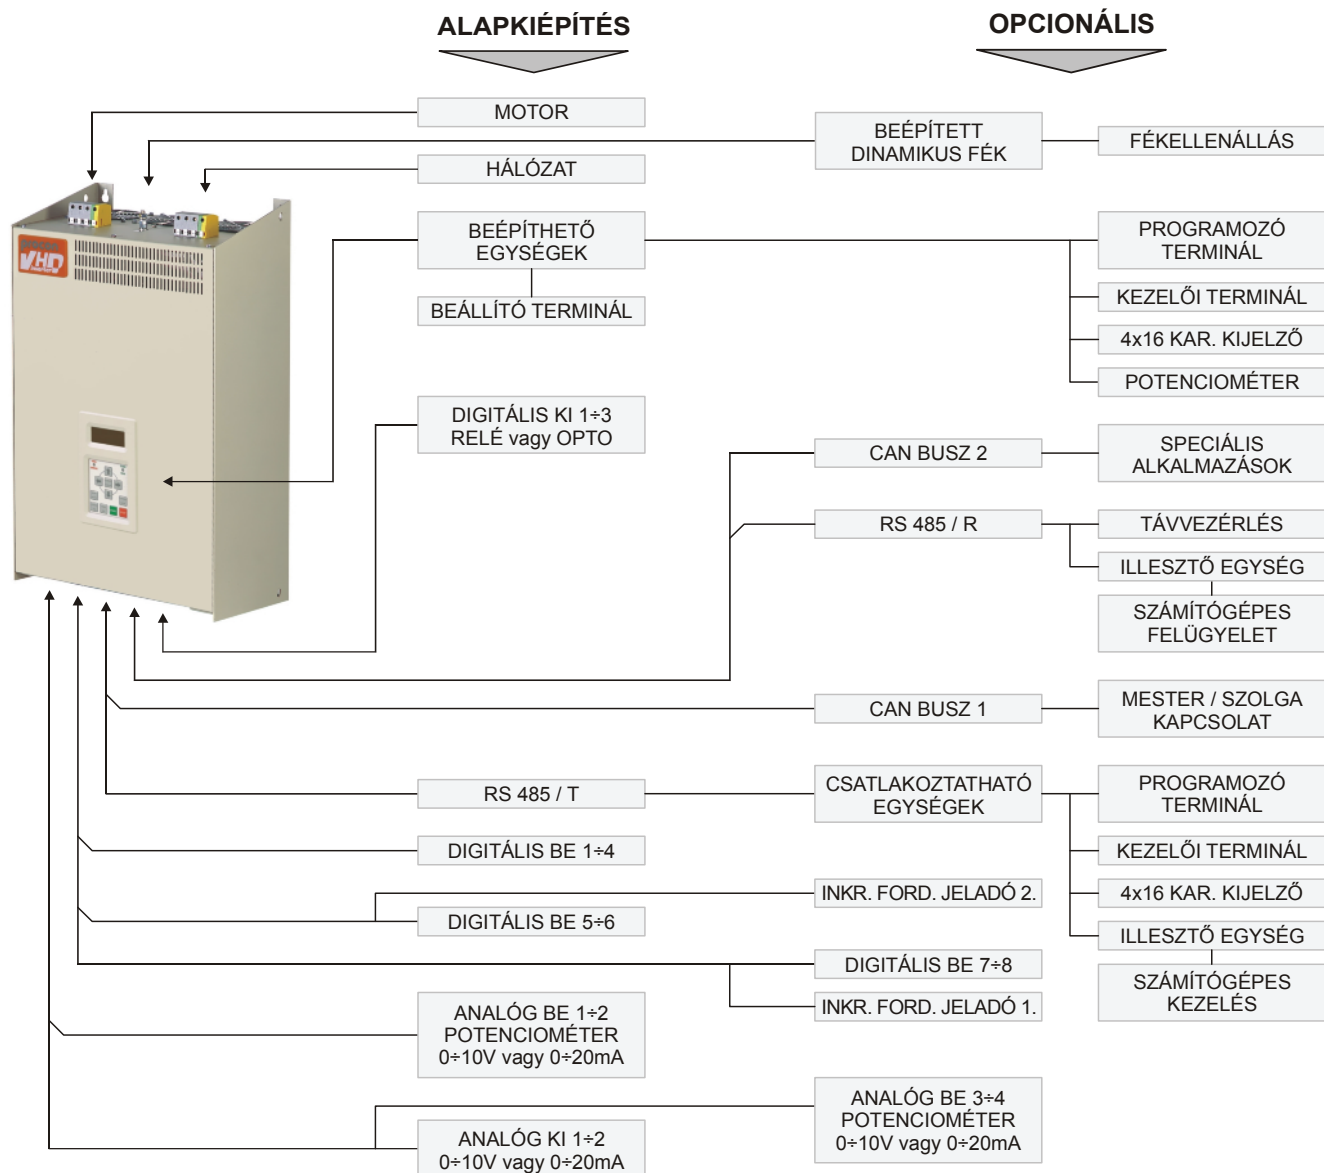 ALAPKIÉPÍTÉS
OPCIONÁLIS
MOTOR
BEÉPÍTETT
DINAMIKUS FÉK
FÉKELLENÁLLÁS
HÁLÓZAT
BEÉPÍTHETŐ
EGYSÉGEK
PROGRAMOZÓ
TERMINÁL
BEÁLLÍTÓ TERMINÁL
KEZELŐI TERMINÁL
4x16 KAR. KIJELZŐ
POTENCIOMÉTER
VHD
DIGITÁLIS KI 1÷3
RELÉ vagy OPTO
CAN BUSZ 2
SPECIÁLIS
ALKALMAZÁSOK
RS 485 / R
TÁVVEZÉRLÉS
ILLESZTŐ EGYSÉG
SZÁMÍTÓGÉPES
FELÜGYELET
CAN BUSZ 1
MESTER / SZOLGA
KAPCSOLAT
RS 485 / T
CSATLAKOZTATHATÓ
EGYSÉGEK
PROGRAMOZÓ
TERMINÁL
DIGITÁLIS BE 1÷4
KEZELŐI TERMINÁL
INKR. FORD. JELADÓ 2.
4x16 KAR. KIJELZŐ
DIGITÁLIS BE 5÷6
ILLESZTŐ EGYSÉG
DIGITÁLIS BE 7÷8
SZÁMÍTÓGÉPES
KEZELÉS
INKR. FORD. JELADÓ 1.
ANALÓG BE 1÷2
POTENCIOMÉTER
0÷10V vagy 0÷20mA
ANALÓG BE 3÷4
POTENCIOMÉTER
0÷10V vagy 0÷20mA
ANALÓG KI 1÷2
0÷10V vagy 0÷20mA